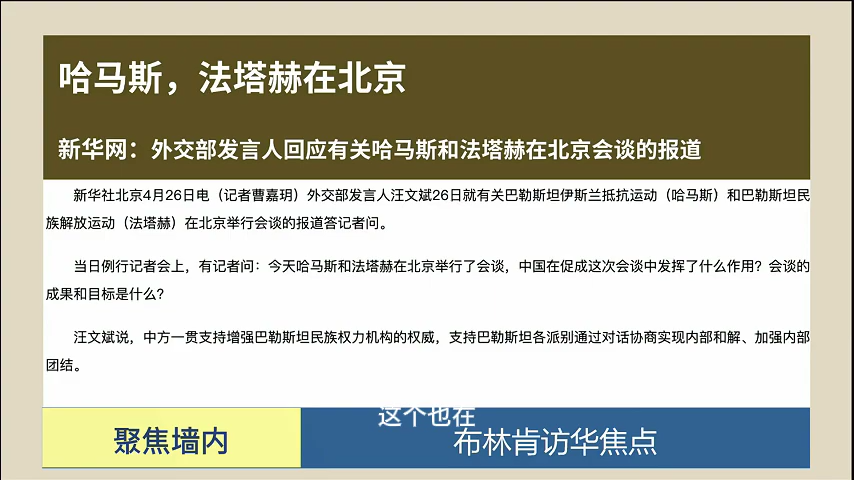 哈马斯，法塔赫在北京
新华网：外交部发言人回应有关哈马斯和法塔赫在北京会谈的报道
新华社北京4月26日电（记者曹嘉玥）外交部发言人汪文斌26日就有关巴勒斯坦伊斯兰抵抗运动（哈马斯）和巴勒斯坦民
族解放运动（法塔赫）在北京举行会谈的报道答记者问。
当日例行记者会上，有记者问：今天哈马斯和法塔赫在北京举行了会谈，中国在促成这次会谈中发挥了什么作用？会谈的
成果和目标是什么？
汪文斌说，中方一贯支持增强巴勒斯坦民族权力机构的权威，支持巴勒斯坦各派别通过对话协商实现内部和解、加强内部
团结。
这个也在
聚焦墙内
布林肯访华焦点